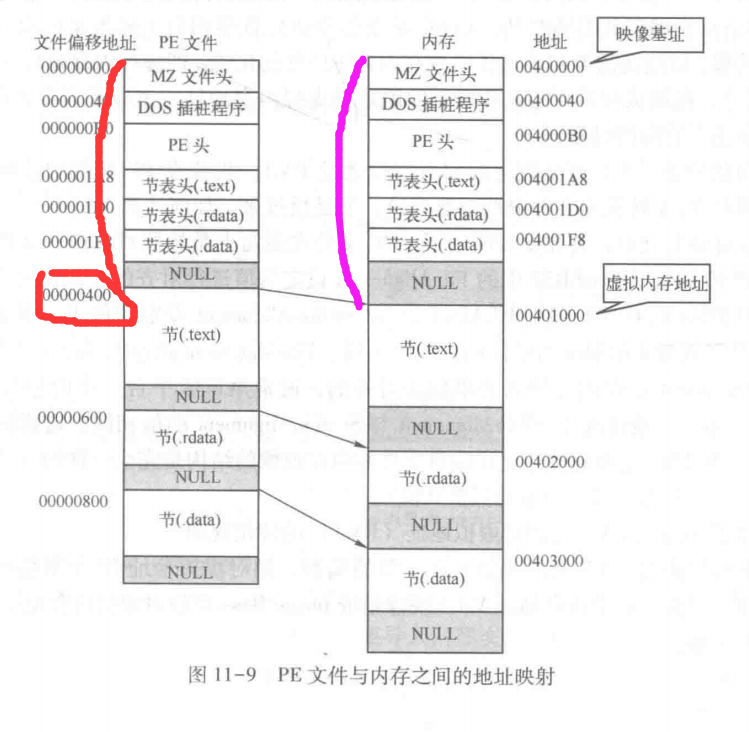 文件偏移地址 PE 文件 内存 地址 映像基址
00000000 MZ 文件头 MZ 文件头 00400000
00000040 DOS 插桩程序 DOS 插桩程序 00400040
000000B0 PE 头 PE 头 004000B0
000001A8 节表头(.text) 节表头(.text) 004001A8
000001D0 节表头(.rdata) 节表头(.rdata) 004001D0
000001F8 节表头(.data) 节表头(.data) 004001F8
NULL NULL 虚拟内存地址
00000400 00401000
节(.text) 节(.text)
NULL NULL
00000600 节(.rdata) 节(.rdata) 00402000
NULL NULL
00000800 节(.data) 节(.data) 00403000
NULL NULL
图 11-9 PE 文件与内存之间的地址映射